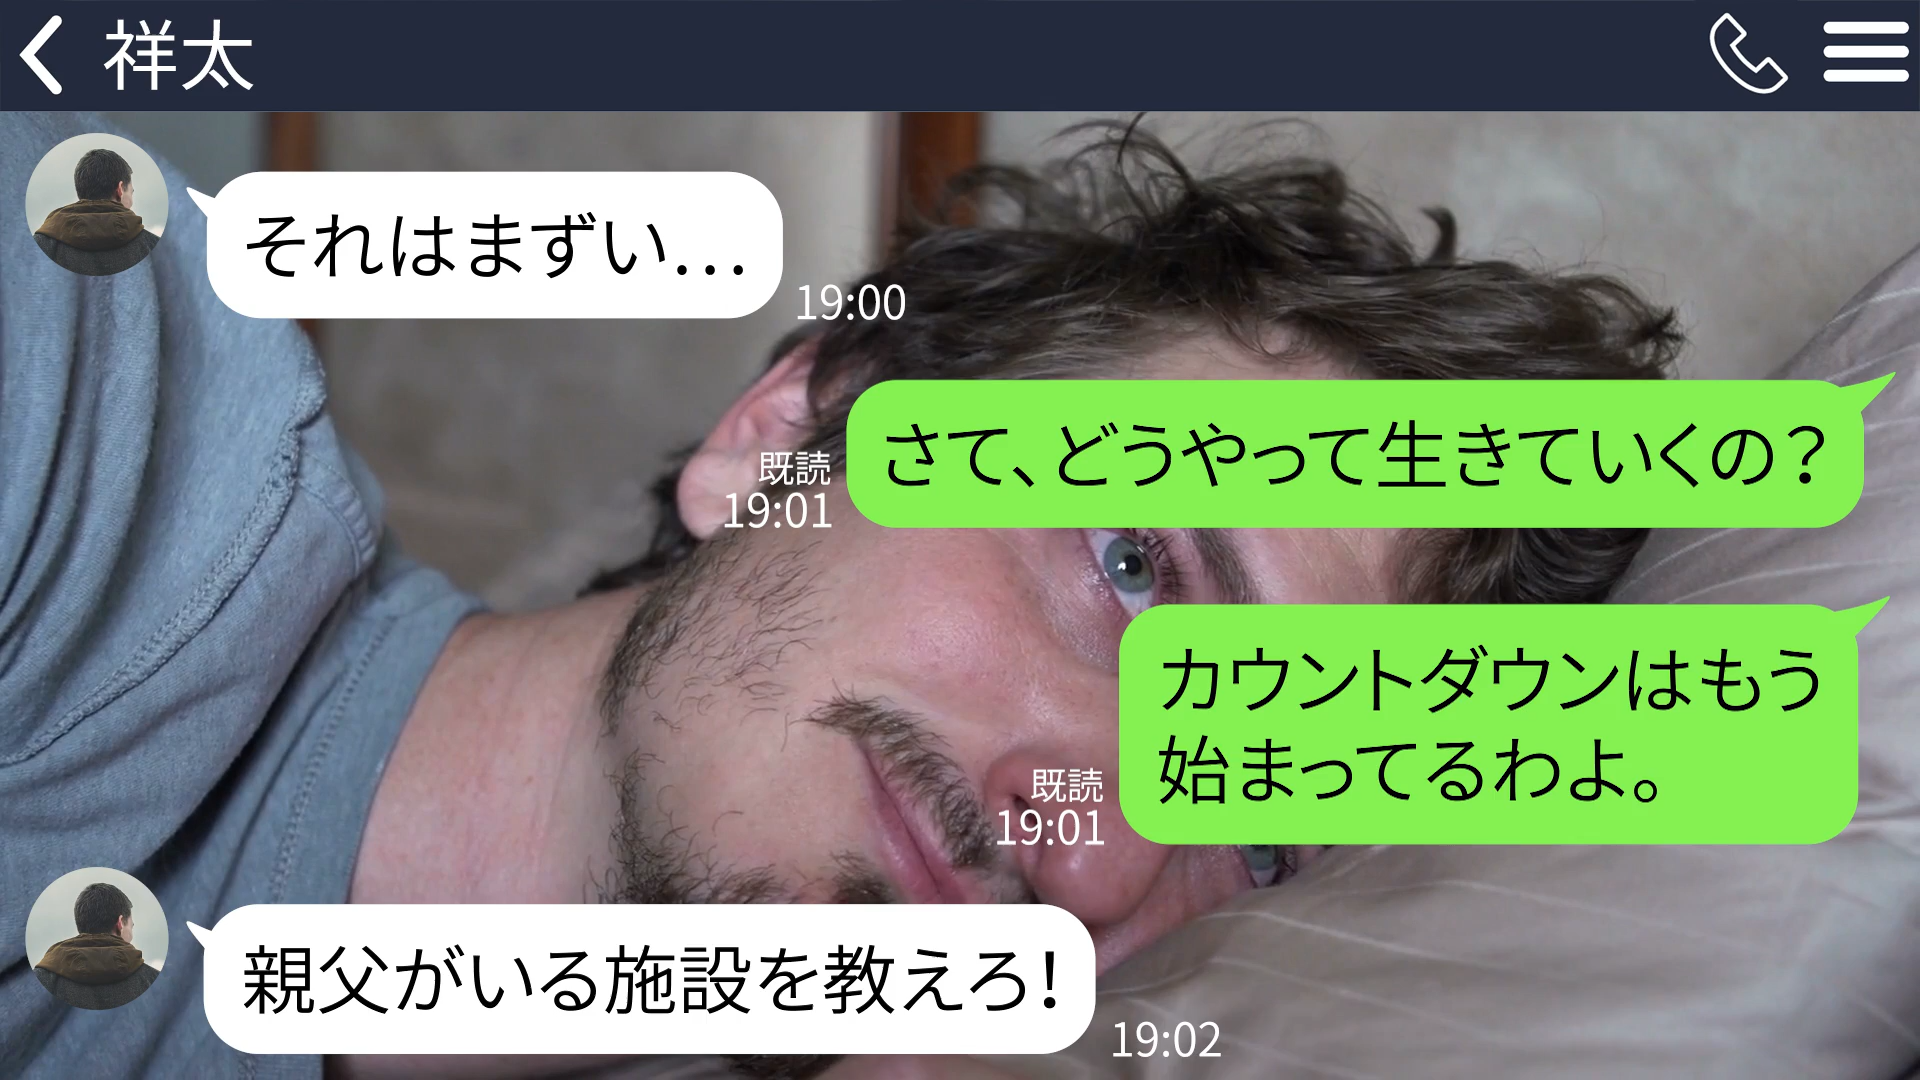 祥太
それはまずい…
19:00
さて、どうやって生きていくの？
既読
19:01
カウントダウンはもう
始まってるわよ。
既読
19:01
親父がいる施設を教えろ！
19:02